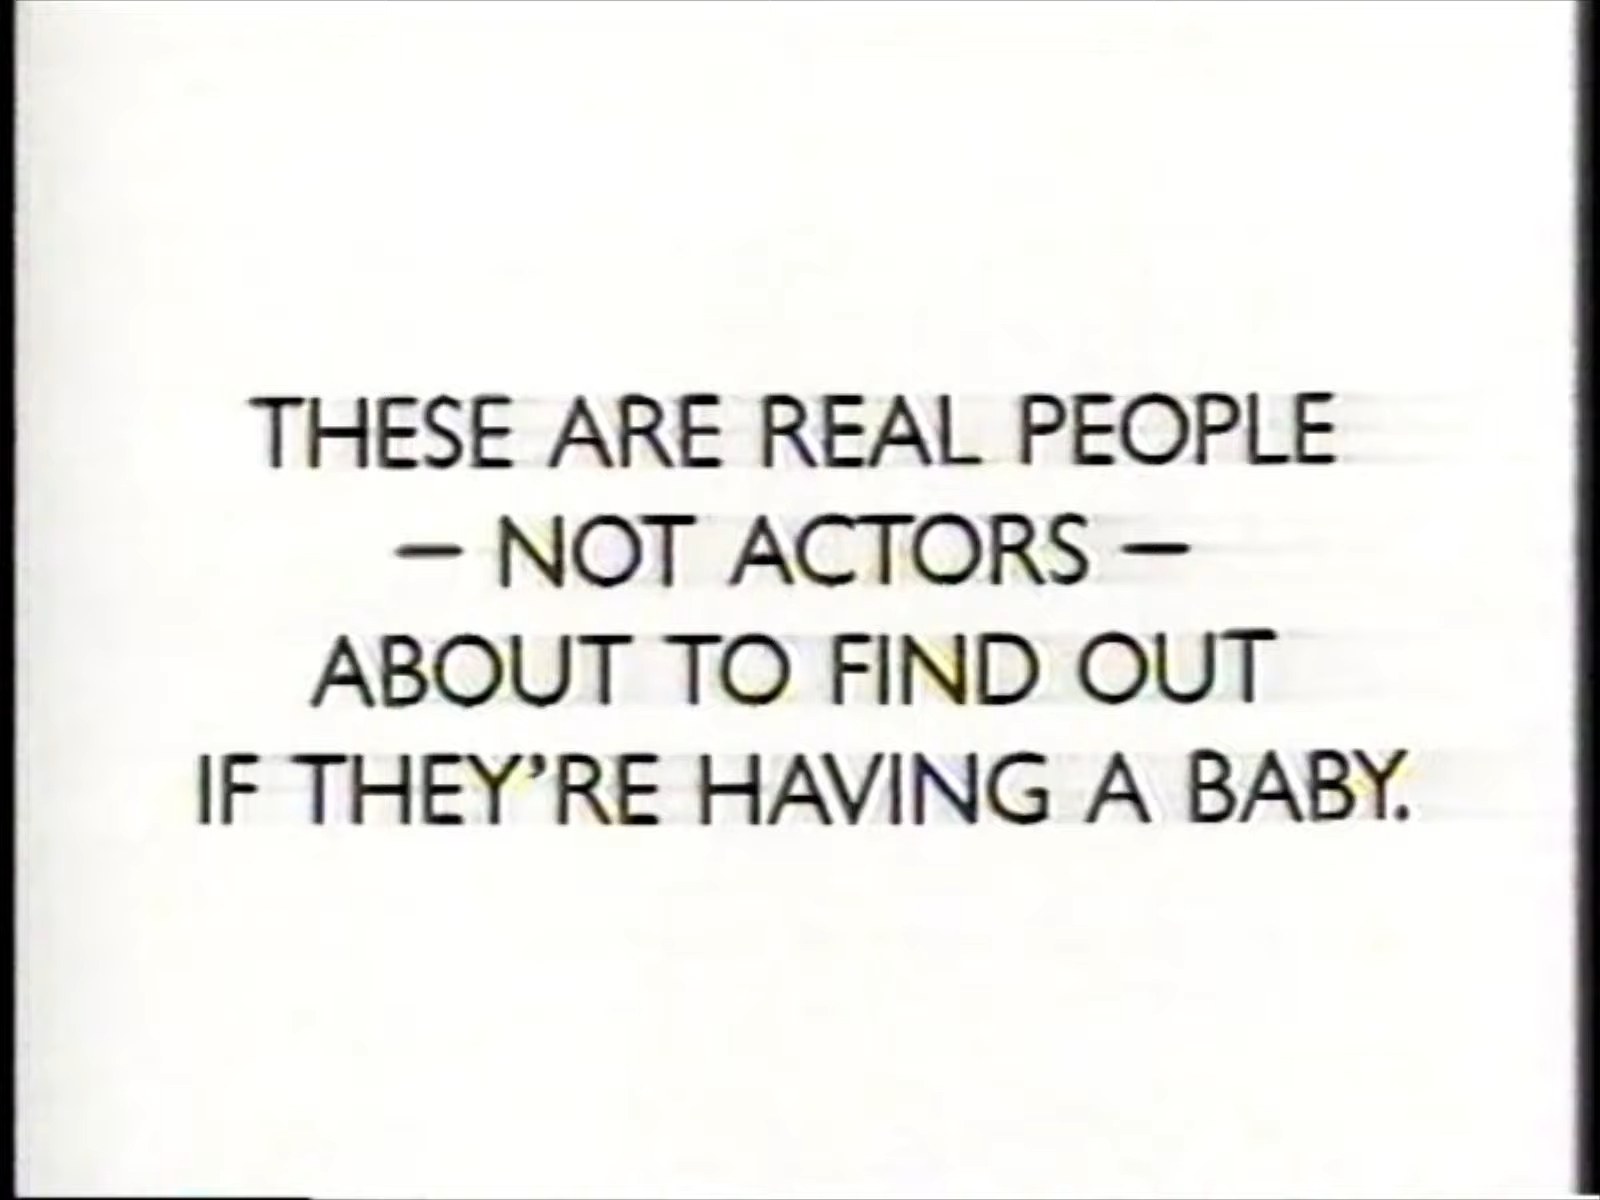 THESE ARE REAL PEOPLE
– NOT ACTORS –
ABOUT TO FIND OUT
IF THEY'RE HAVING A BABY.